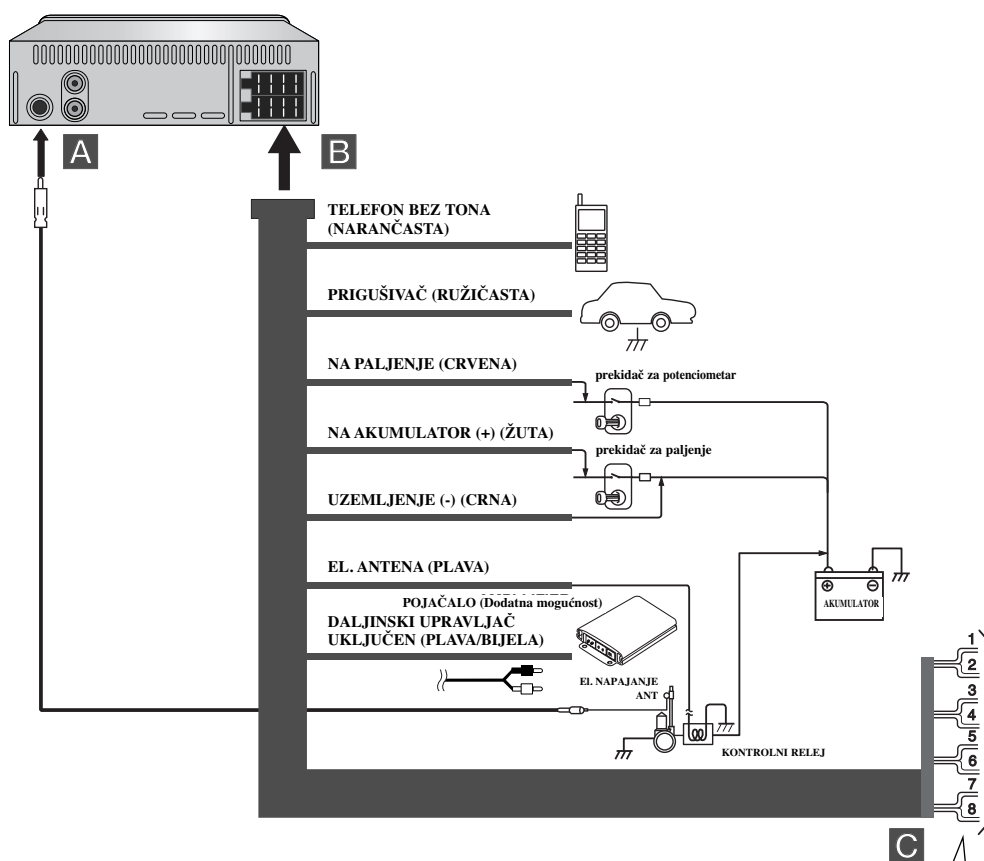 A
B
TELEFON BEZ TONA
(NARANČASTA)
PRIGUŠIVAČ (RUŽIČASTA)
NA PALJENJE (CRVENA)
prekidač za potenciometar
NA AKUMULATOR (+) (ŽUTA)
prekidač za paljenje
UZEMLJENJE (-) (CRNA)
EL. ANTENA (PLAVA)
AKUMULATOR
POJAČALO (Dodatna mogućnost)
DALJINSKI UPRAVLJAČ
UKLJUČEN (PLAVA/BIJELA)
El. NAPAJANJE
ANT
KONTROLNI RELEJ
1
2
3
4
5
6
7
8
C